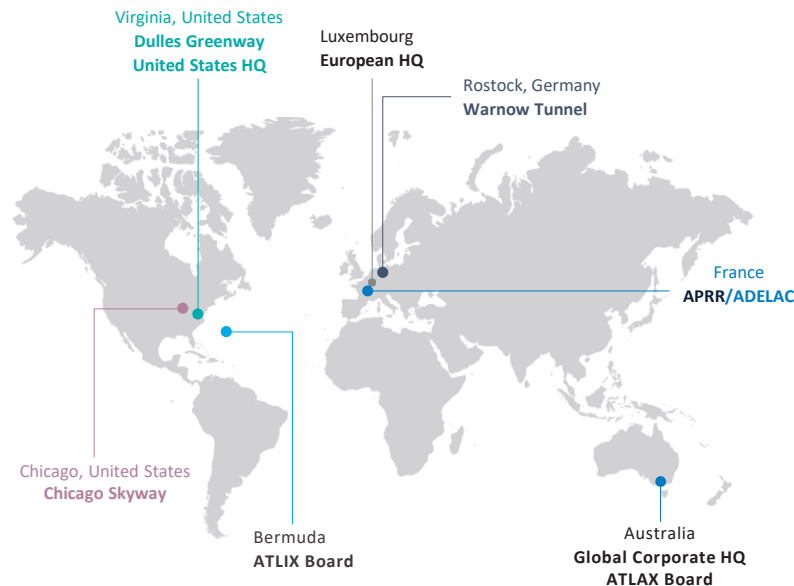 Virginia, United States
Dulles Greenway
United States HQ
Luxembourg
European HQ
Rostock, Germany
Warnow Tunnel
France
APRR/ADELAC
Chicago, United States
Chicago Skyway
Bermuda
ATLIX Board
Australia
Global Corporate HQ
ATLAX Board